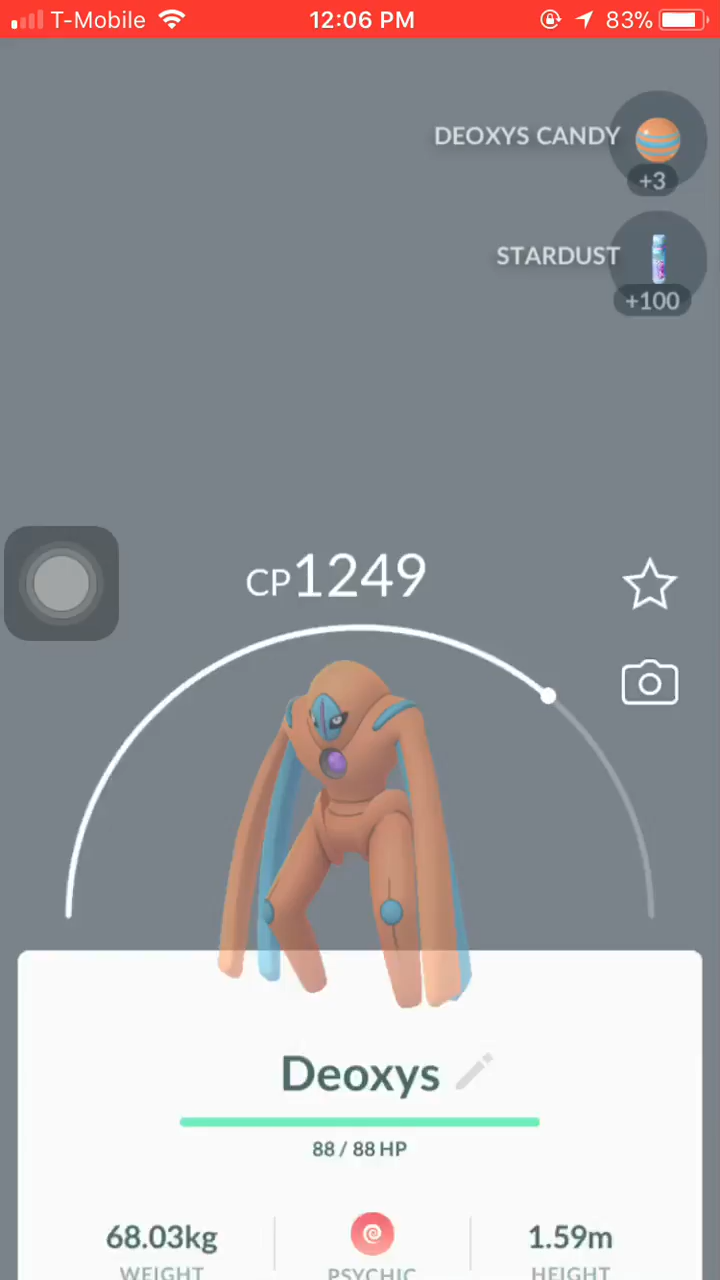 T-Mobile 12:06 PM 83%
DEOXYS CANDY
+3
STARDUST
+100
CP1249
Deoxys
88 / 88 HP
68.03kg 1.59m
WEIGHT PSYCHIC HEIGHT